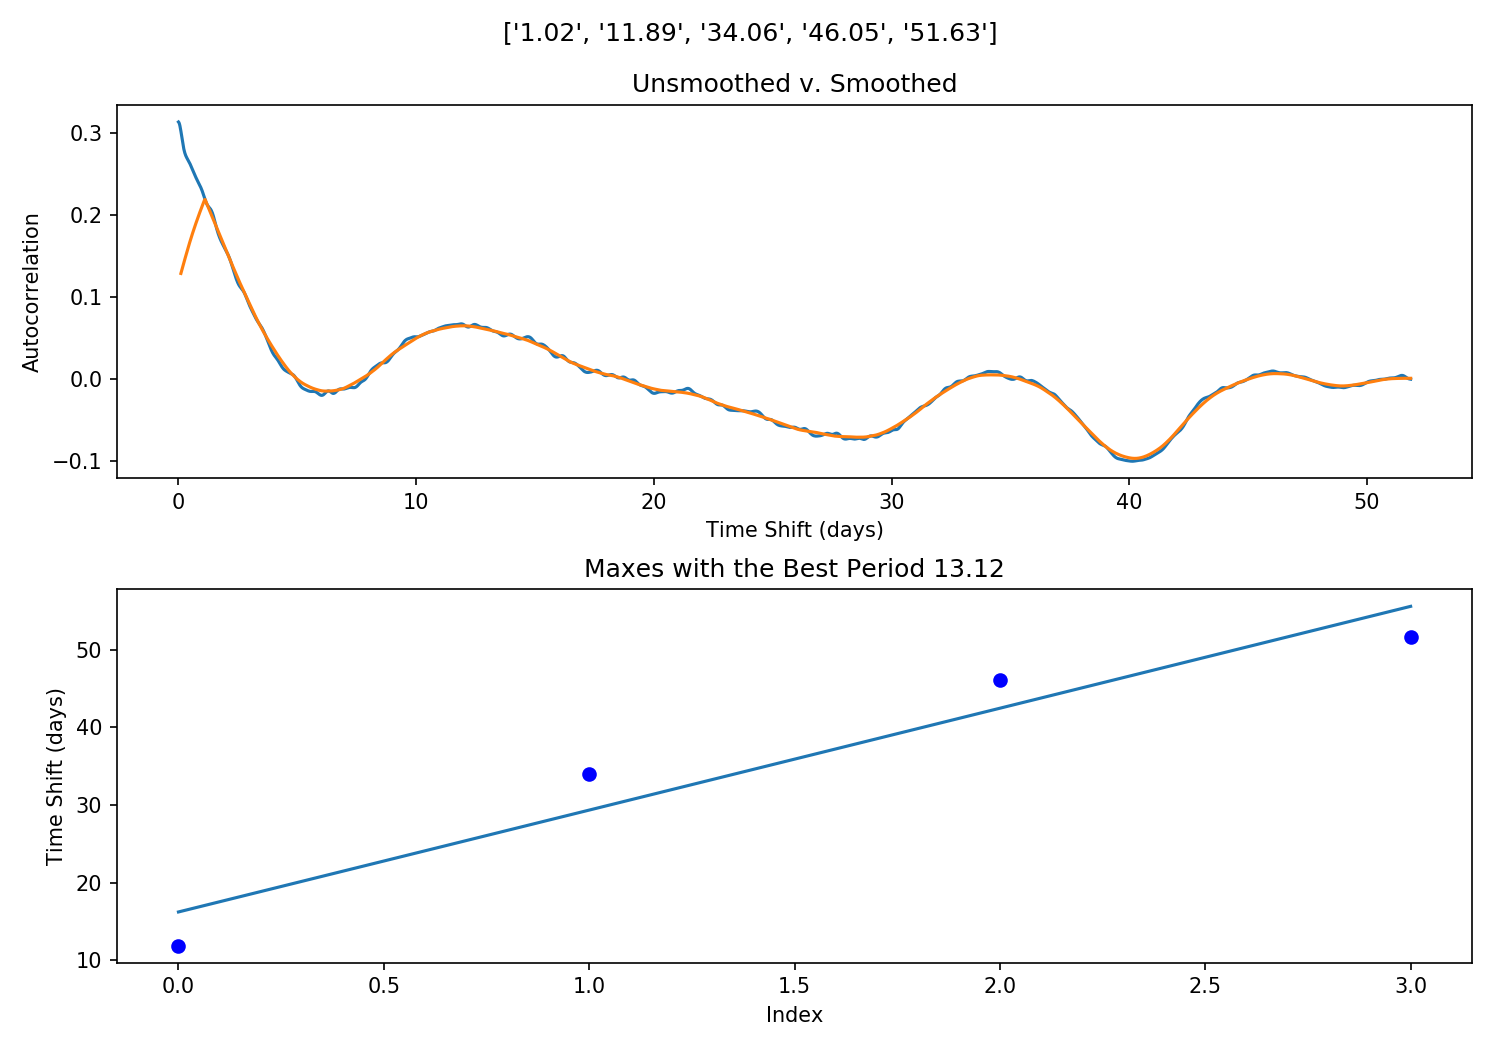 ['1.02', '11.89', '34.06', '46.05', '51.63']
Unsmoothed v. Smoothed
Autocorrelation
0.3
0.2
0.1
0.0
−0.1
0 10 20 30 40 50
Time Shift (days)
Maxes with the Best Period 13.12
Time Shift (days)
50
40
30
20
10
0.0 0.5 1.0 1.5 2.0 2.5 3.0
Index